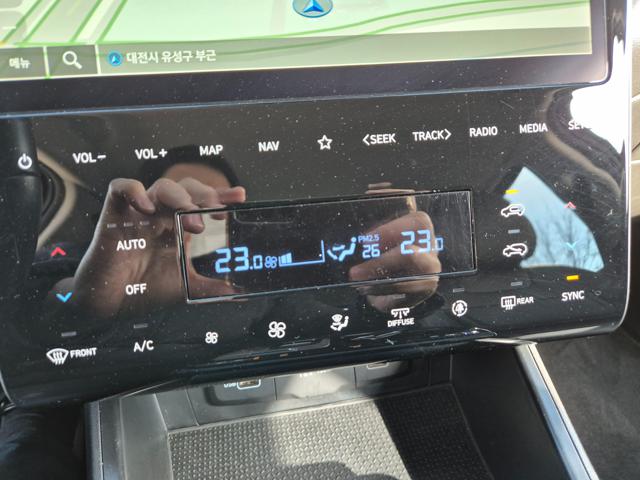 메뉴
대전시 유성구 부근
VOL− VOL+ MAP NAV <SEEK TRACK> RADIO MEDIA
AUTO
23.0 PM2.5 26 23.0
OFF
SYNC
FRONT A/C DIFFUSE REAR